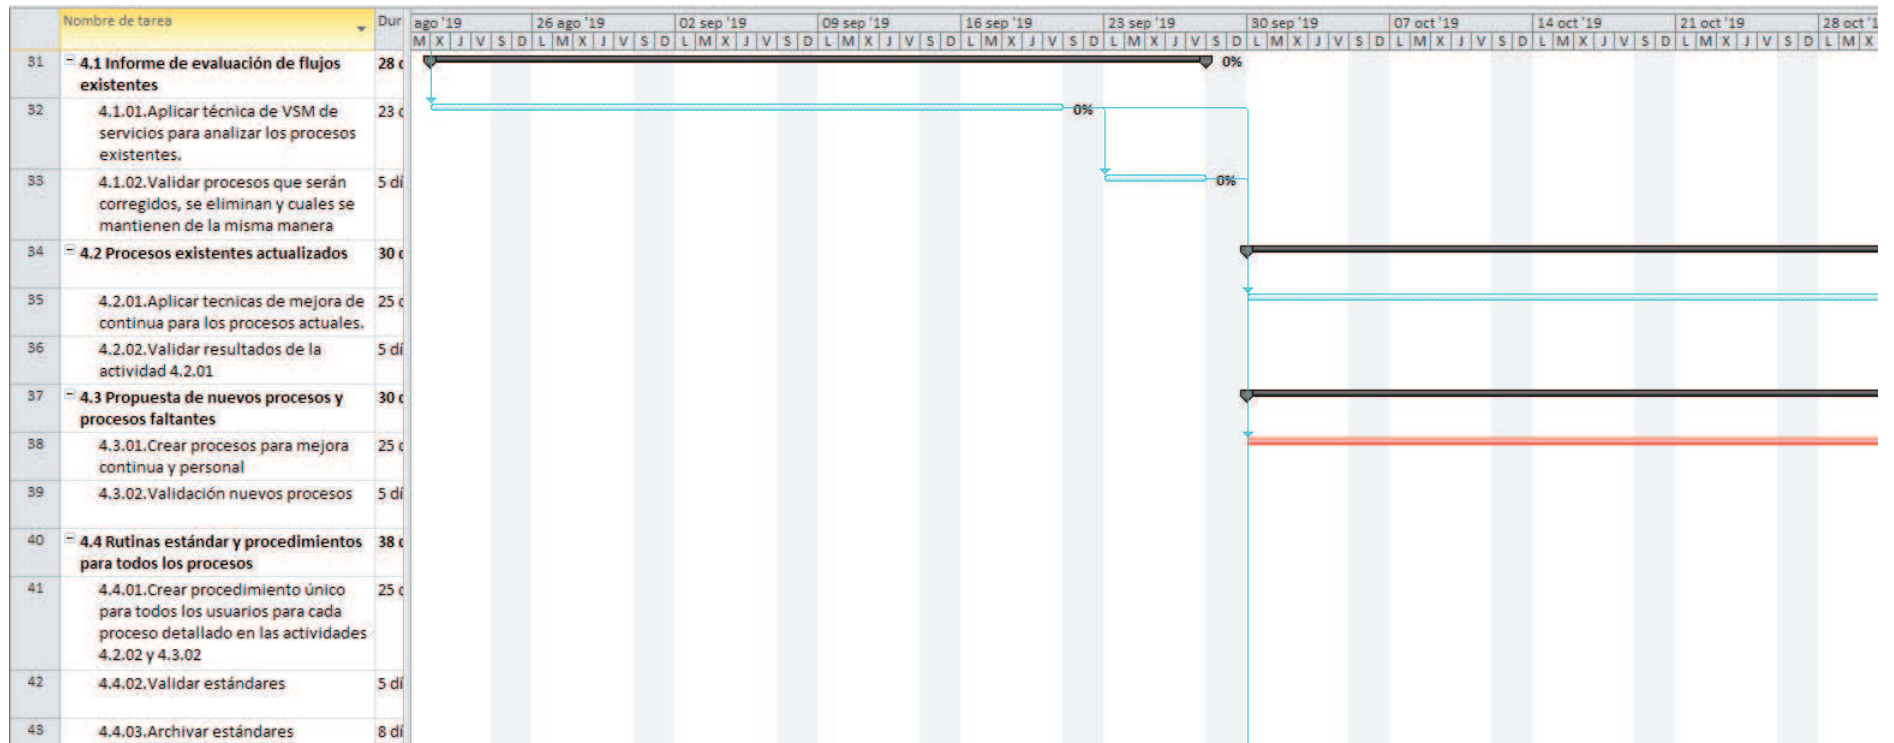 Nombre de tarea Dur ago '19 26 ago '19 02 sep '19 09 sep '19 16 sep '19 23 sep '19 30 sep '19 07 oct '19 14 oct '19 21 oct '19 28 oct '1
M X J V S D L M X J V S D L M X J V S D L M X J V S D L M X J V S D L M X J V S D L M X J V S D L M X J V S D L M X J V S D L M X J V S D L M X
31 4.1 Informe de evaluación de flujos 28 d 0%
existentes
32 4.1.01.Aplicar técnica de VSM de 23 d 0%
servicios para analizar los procesos
existentes.
33 4.1.02.Validar procesos que serán 5 dí 0%
corregidos, se eliminan y cuales se
mantienen de la misma manera
34 4.2 Procesos existentes actualizados 30 d
35 4.2.01.Aplicar tecnicas de mejora de 25 d
continua para los procesos actuales.
36 4.2.02.Validar resultados de la 5 dí
actividad 4.2.01
37 4.3 Propuesta de nuevos procesos y 30 d
procesos faltantes
38 4.3.01.Crear procesos para mejora 25 d
continua y personal
39 4.3.02.Validación nuevos procesos 5 dí
40 4.4 Rutinas estándar y procedimientos 38 d
para todos los procesos
41 4.4.01.Crear procedimiento único 25 d
para todos los usuarios para cada
proceso detallado en las actividades
4.2.02 y 4.3.02
42 4.4.02.Validar estándares 5 dí
43 4.4.03.Archivar estándares 8 dí